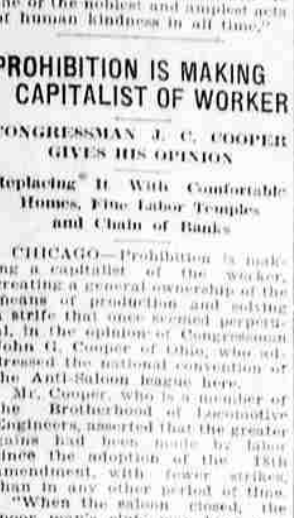 ne or the noblest and amplest acts
of human kindness in all time."
PROHIBITION IS MAKING
CAPITALIST OF WORKER
CONGRESSMAN J. C. COOPER
GIVES HIS OPINION
Replacing It With Comfortable
Homes, Fine Labor Temples
and Chain of Banks
CHICAGO—Prohibition is mak-
ing a capitalist of the worker,
creating a general ownership of the
means of production and solving
a strife that once seemed perpetu-
al, in the opinion of Congressman
John G. Cooper of Ohio, who ad-
dressed the national convention of
the Anti-Saloon league here.
Mr. Cooper, who is a member of
the Brotherhood of Locomotive
Engineers, asserted that the greater
gains had been made by labor
since the adoption of the 18th
amendment, with fewer strikes,
than in any other period of time.
"When the saloon closed, the